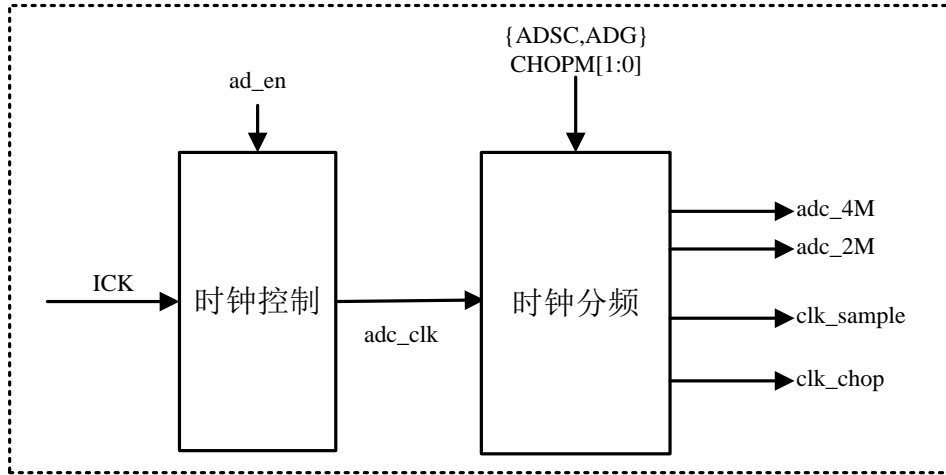 {ADSC,ADG}
CHOPM[1:0]
ad_en
adc_4M
adc_2M
ICK
时钟控制
adc_clk
时钟分频
clk_sample
clk_chop